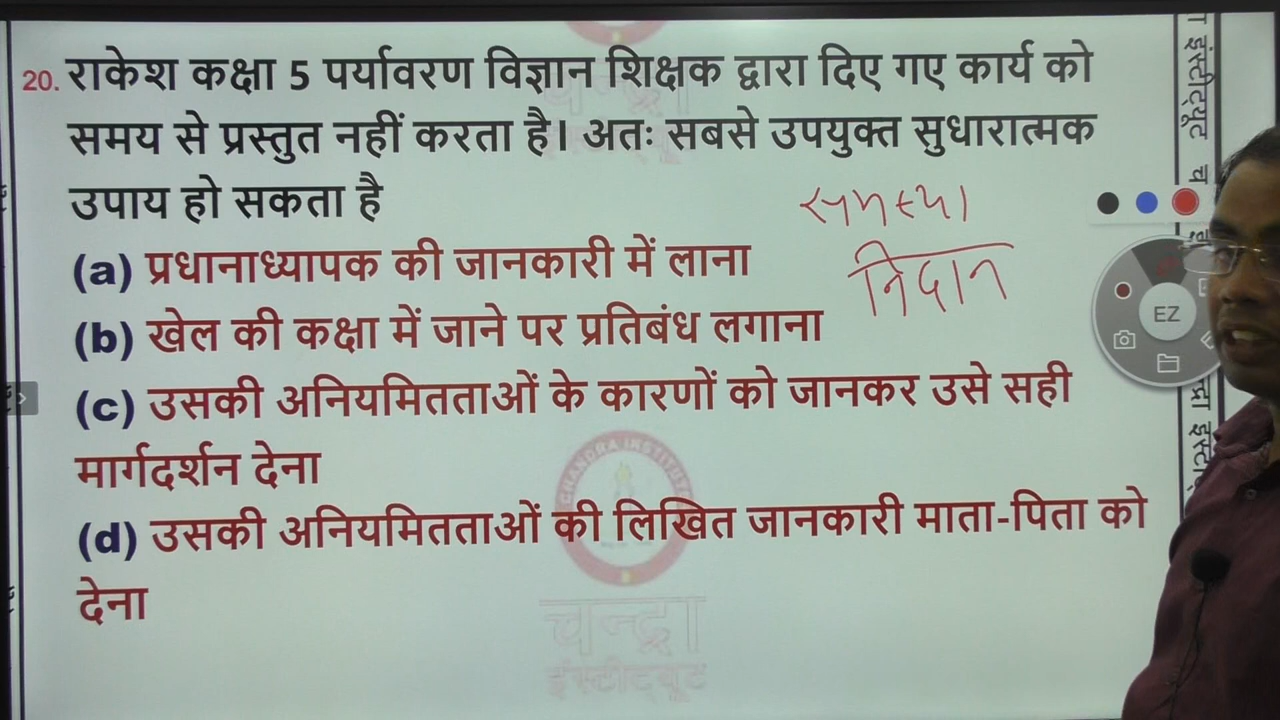 20. राकेश कक्षा 5 पर्यावरण विज्ञान शिक्षक द्वारा दिए गए कार्य को
समय से प्रस्तुत नहीं करता है। अतः सबसे उपयुक्त सुधारात्मक
उपाय हो सकता है
समस्या
निदान
(a) प्रधानाध्यापक की जानकारी में लाना
(b) खेल की कक्षा में जाने पर प्रतिबंध लगाना
(c) उसकी अनियमितताओं के कारणों को जानकर उसे सही
मार्गदर्शन देना
(d) उसकी अनियमितताओं की लिखित जानकारी माता-पिता को
देना
EZ
CHANDRA INSTITUTE
चन्द्रा
इंस्टीट्यूट
इंस्टीट्यूट